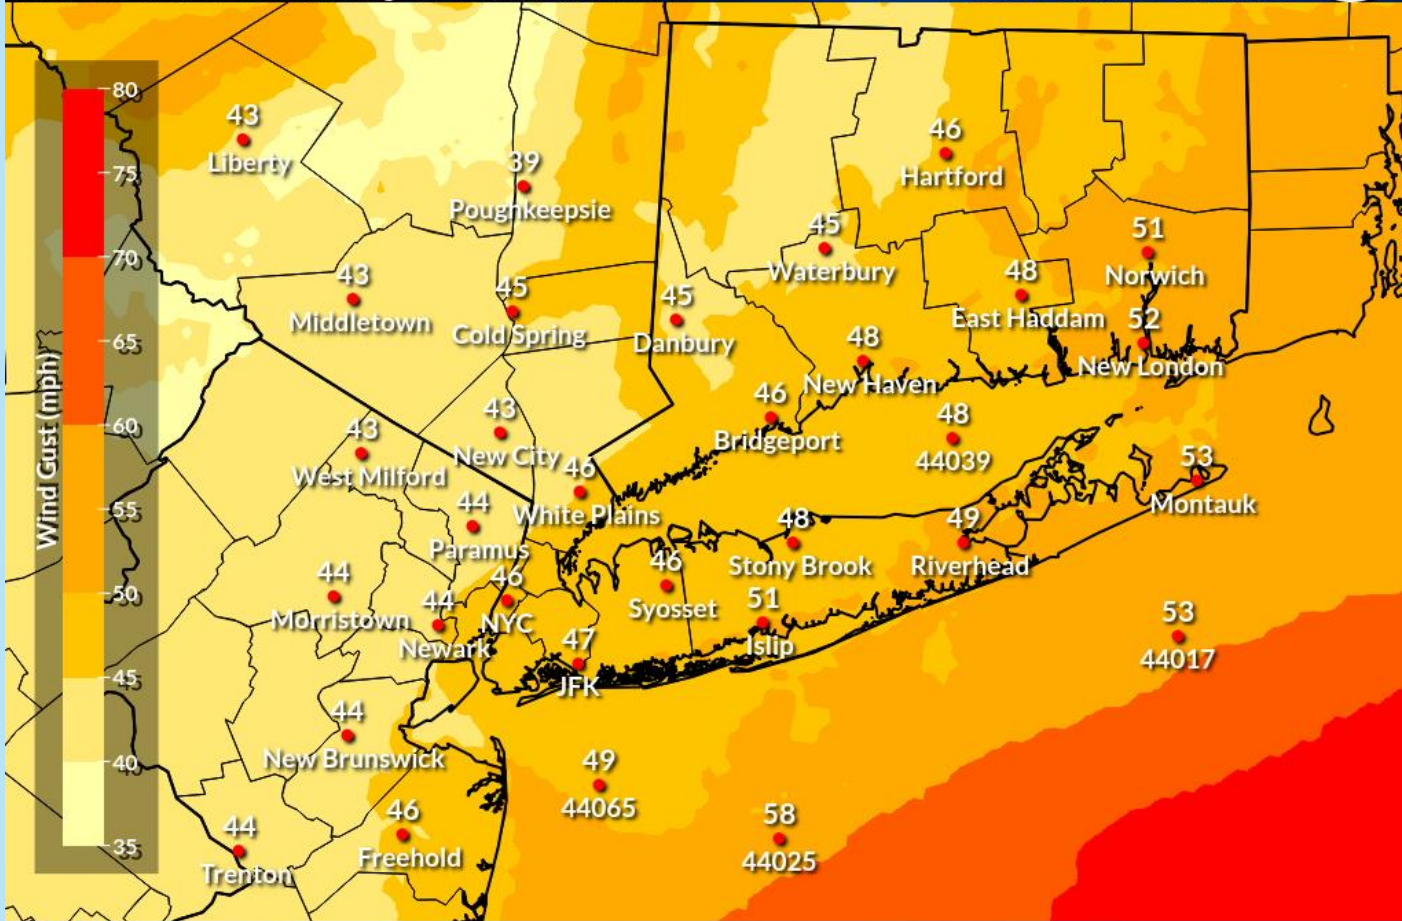 80
75
70
65
60
55
50
45
40
35
Wind Gust (mph)
43
Liberty
39
Poughkeepsie
46
Hartford
45
Waterbury
51
Norwich
48
East Haddam
43
Middletown
45
Cold Spring
45
Danbury
52
New London
48
New Haven
46
Bridgeport
48
44039
43
West Milford
43
New City
46
White Plains
53
Montauk
44
Paramus
48
Stony Brook
49
Riverhead
44
Morristown
44
Newark
46
NYC
46
Syosset
51
Islip
47
JFK
53
44017
44
New Brunswick
49
44065
58
44025
46
Freehold
44
Trenton